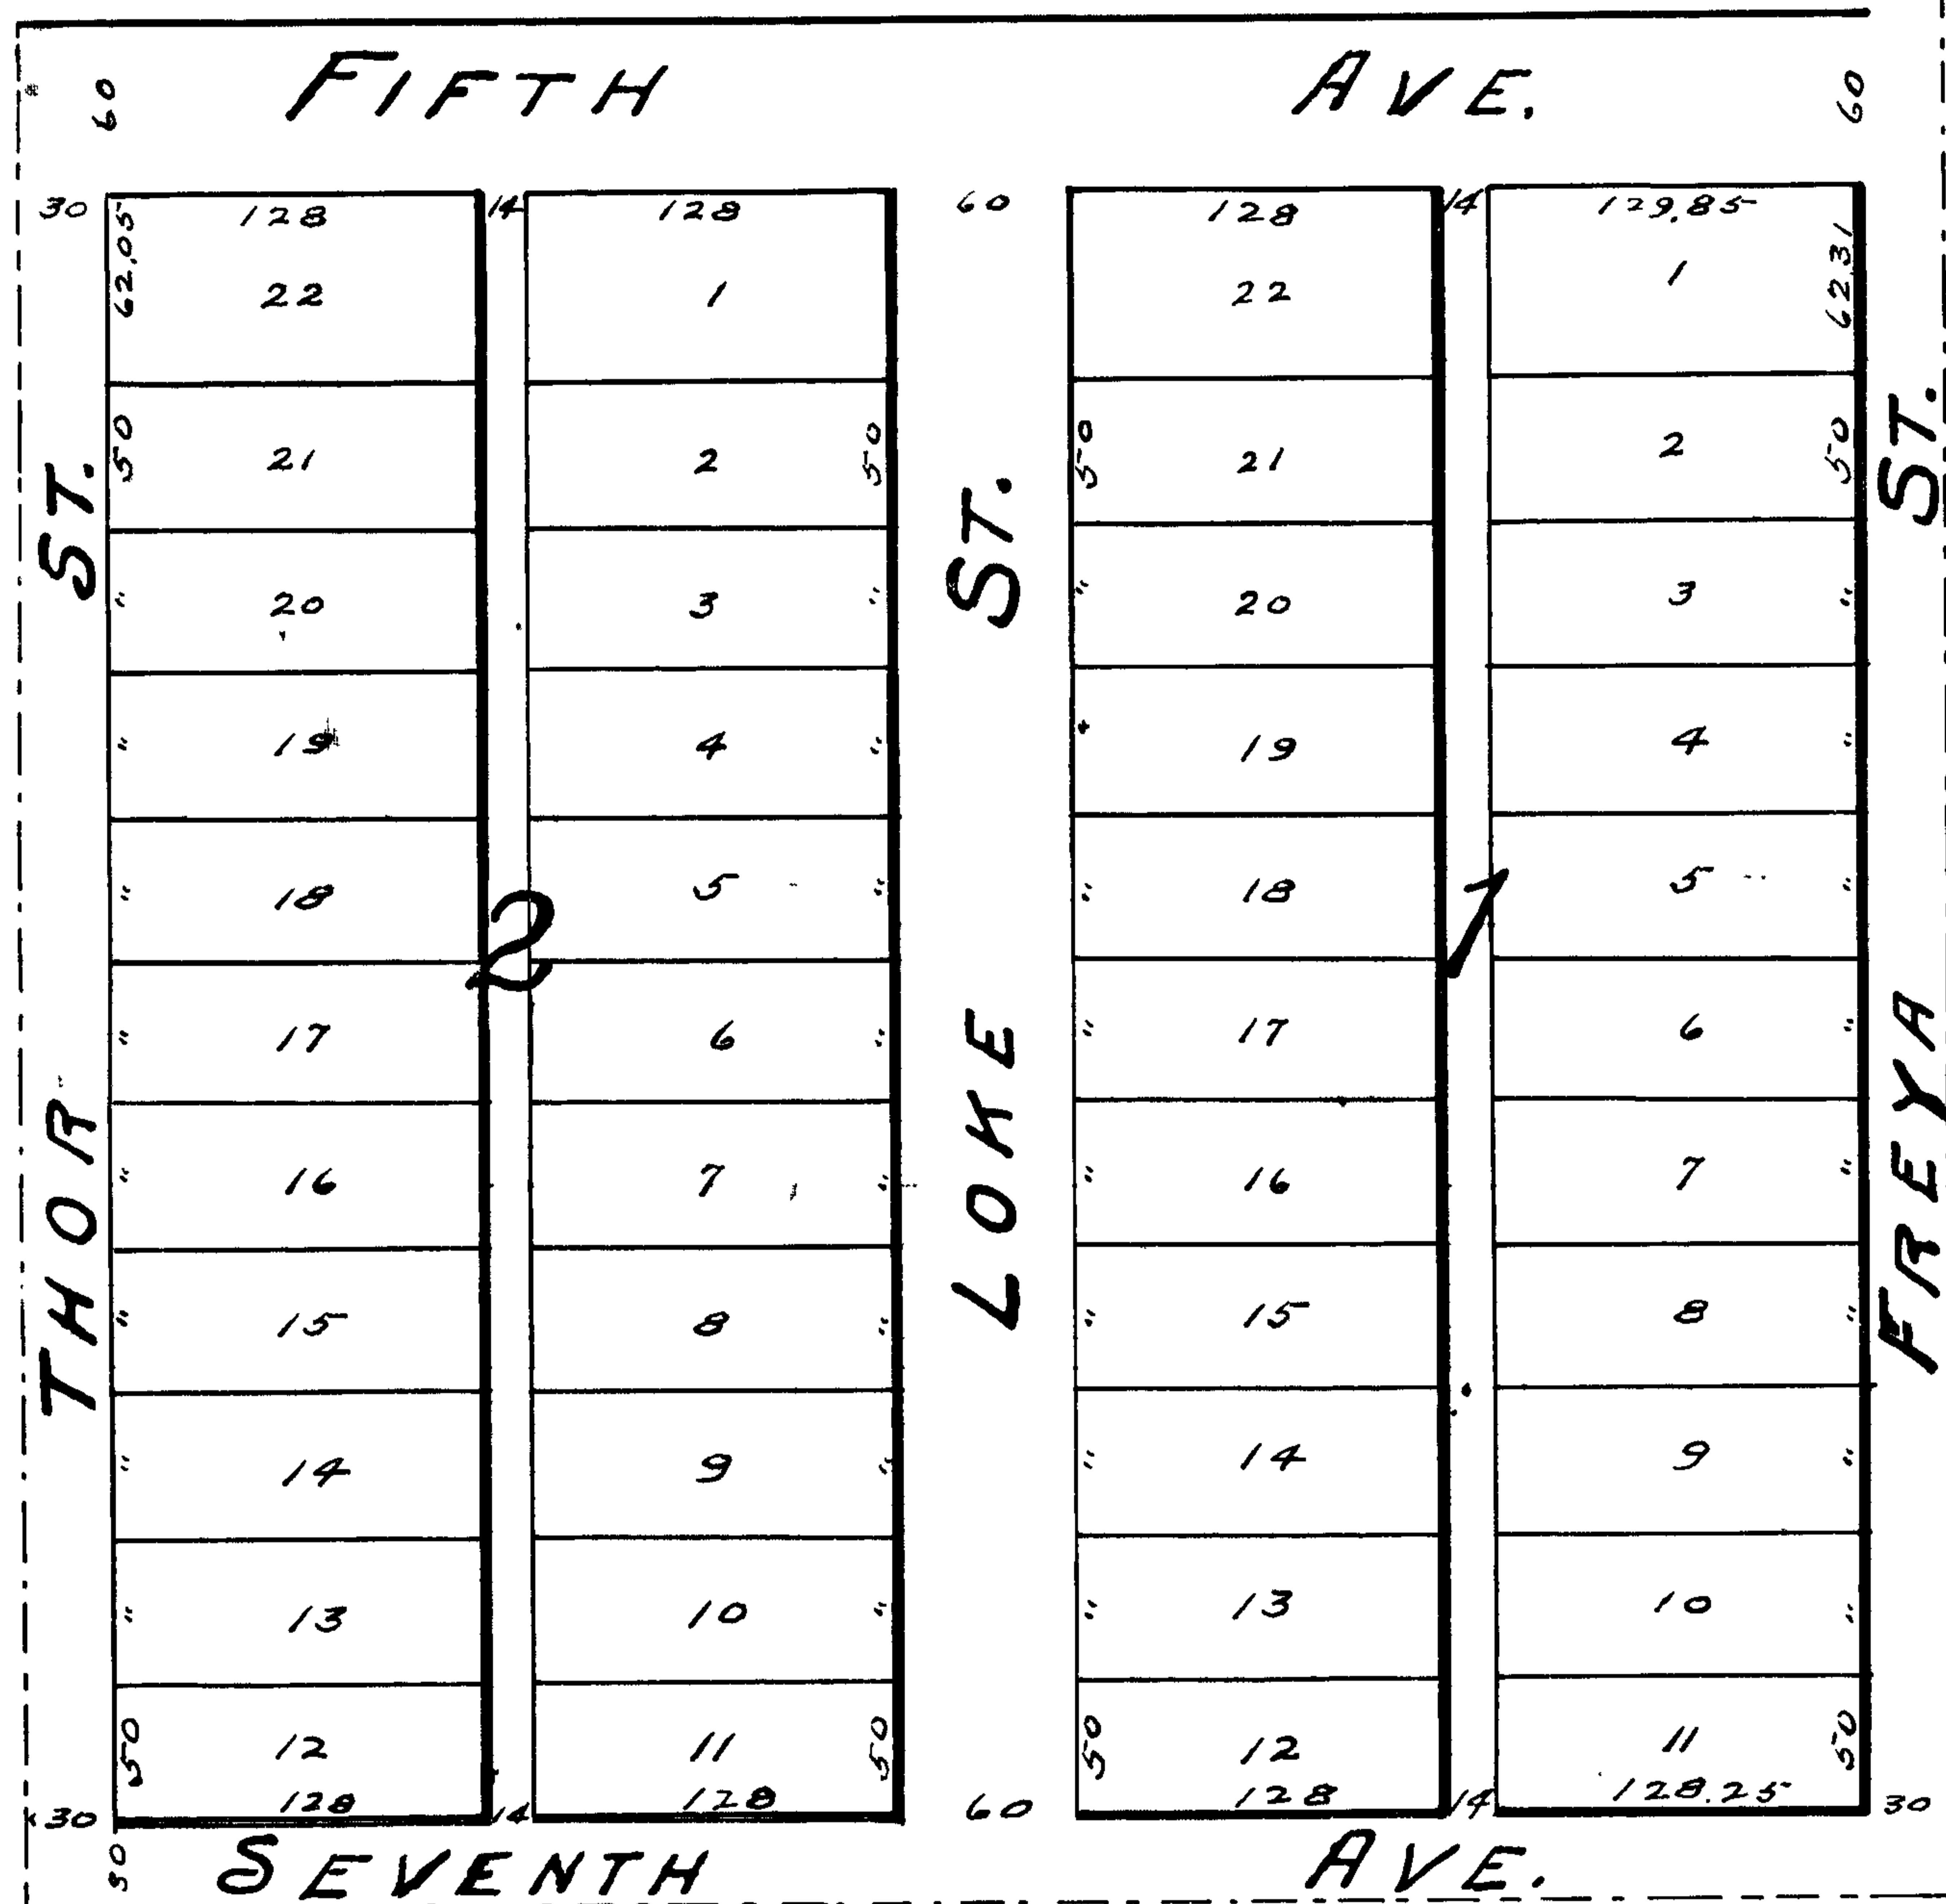 FIFTH AVE.
60 60
30 128 14 128 60 128 14 129.85
62.05 22 1 22 1 62.31
50 21 2 50 50 21 2 50
" 20 3 " " 20 3 "
" 19 4 " " 19 4 "
" 18 5 " " 18 5 "
2 1
" 17 6 " " 17 6 "
" 16 7 " " 16 7 "
" 15 8 " " 15 8 "
" 14 9 " " 14 9 "
" 13 10 " " 13 10 "
50 12 11 50 50 12 11 50
30 128 14 128 60 128 14 128.25 30
30
THOR ST.
LOKE ST.
FREYA ST.
SEVENTH AVE.